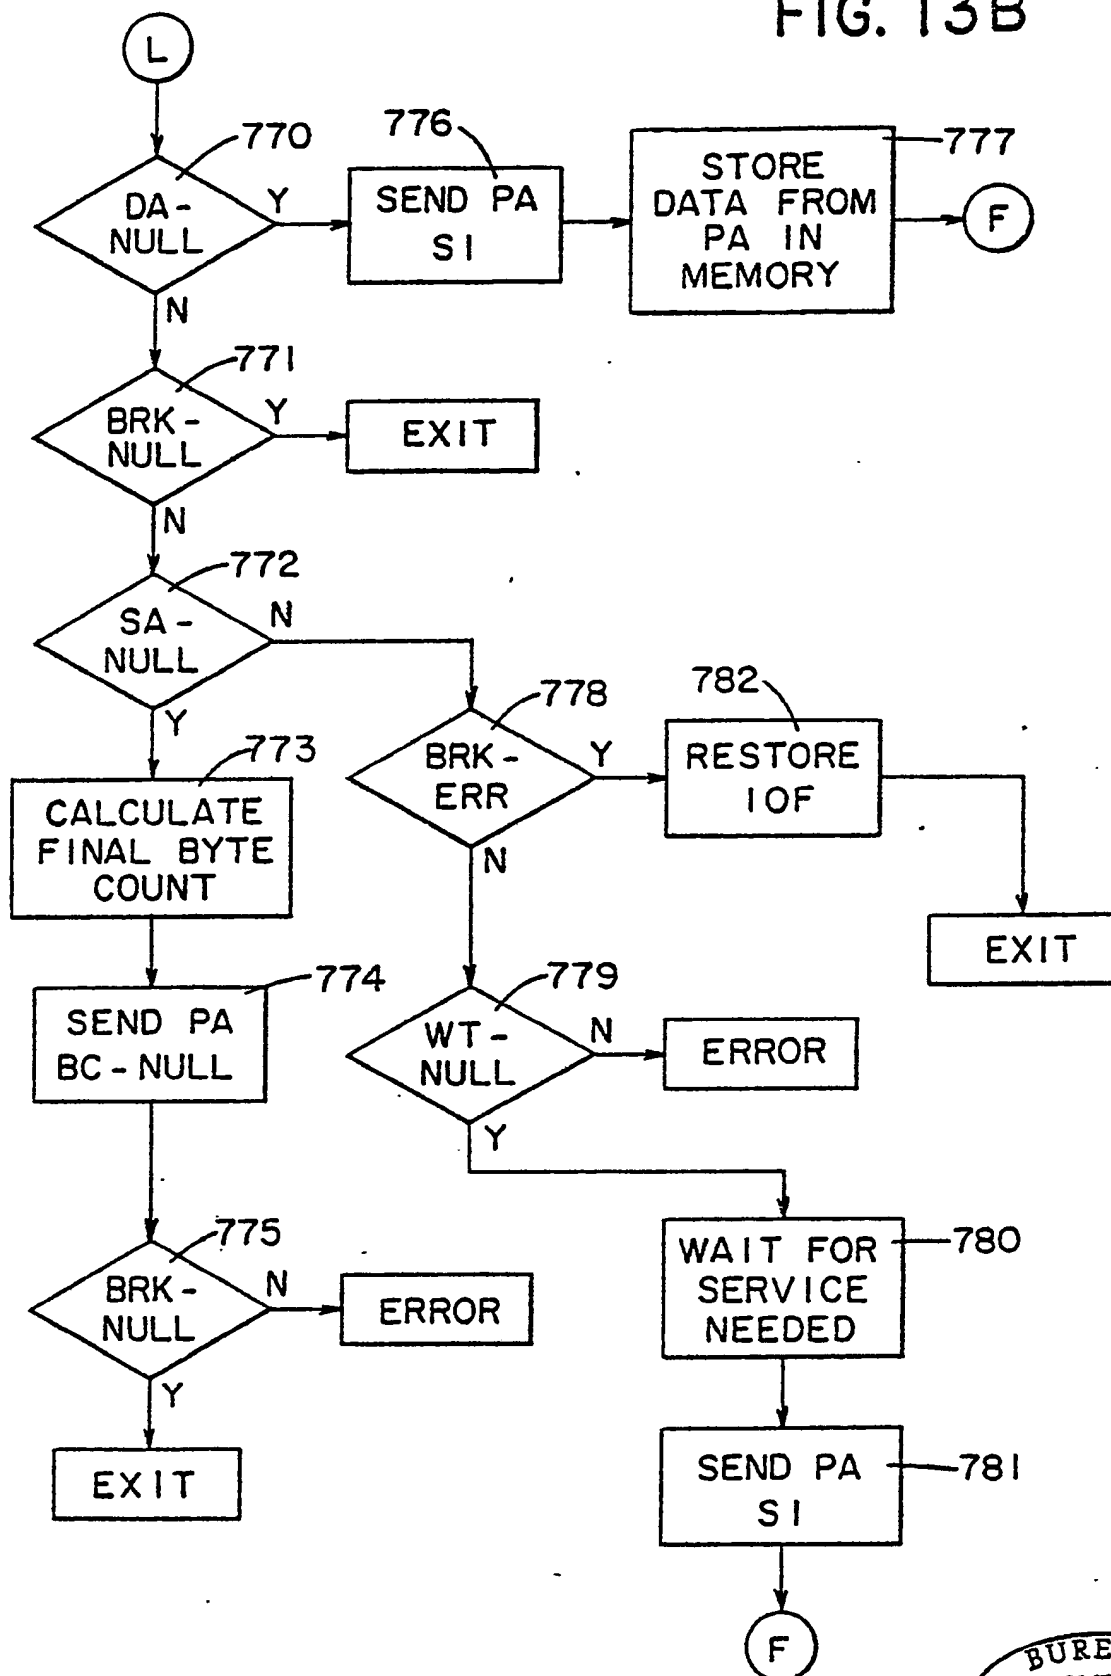 FIG. 13B
L
770
776
777
DA-
NULL
Y
SEND PA
SI
STORE
DATA FROM
PA IN
MEMORY
F
N
771
BRK-
NULL
Y
EXIT
N
772
SA-
NULL
N
Y
773
CALCULATE
FINAL BYTE
COUNT
778
BRK-
ERR
Y
782
RESTORE
IOF
EXIT
N
774
SEND PA
BC-NULL
779
WT-
NULL
N
ERROR
Y
775
BRK-
NULL
N
ERROR
Y
EXIT
780
WAIT FOR
SERVICE
NEEDED
781
SEND PA
SI
F
BURE